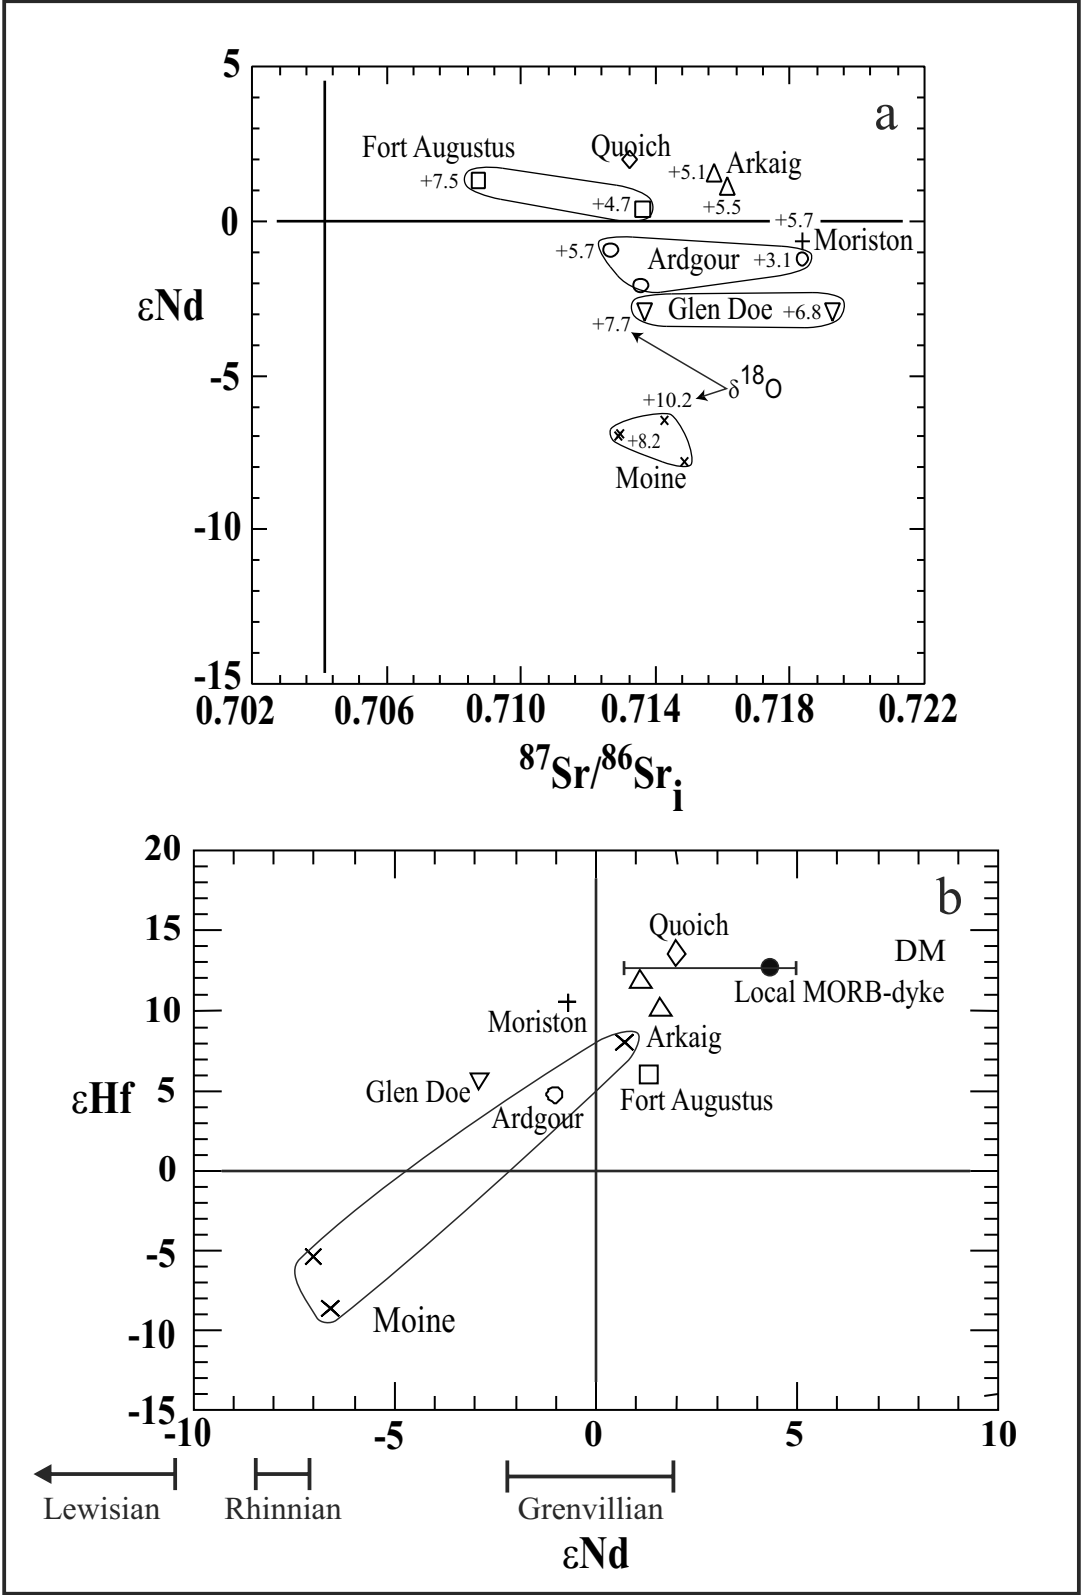 5
a
Fort Augustus
Quoich
+7.5
+5.1
Arkaig
+4.7
+5.5
0
+5.7
+5.7
Moriston
Ardgour
+3.1
εNd
Glen Doe
+6.8
+7.7
-5
δ18O
+10.2
+8.2
Moine
-10
-15
0.702 0.706 0.710 0.714 0.718 0.722
87Sr/86Sri
20
b
15
Quoich
DM
Local MORB-dyke
10
Moriston
Arkaig
εHf
5
Glen Doe
Ardgour
Fort Augustus
0
-5
Moine
-10
-15
-10 -5 0 5 10
Lewisian Rhinnian Grenvillian
εNd